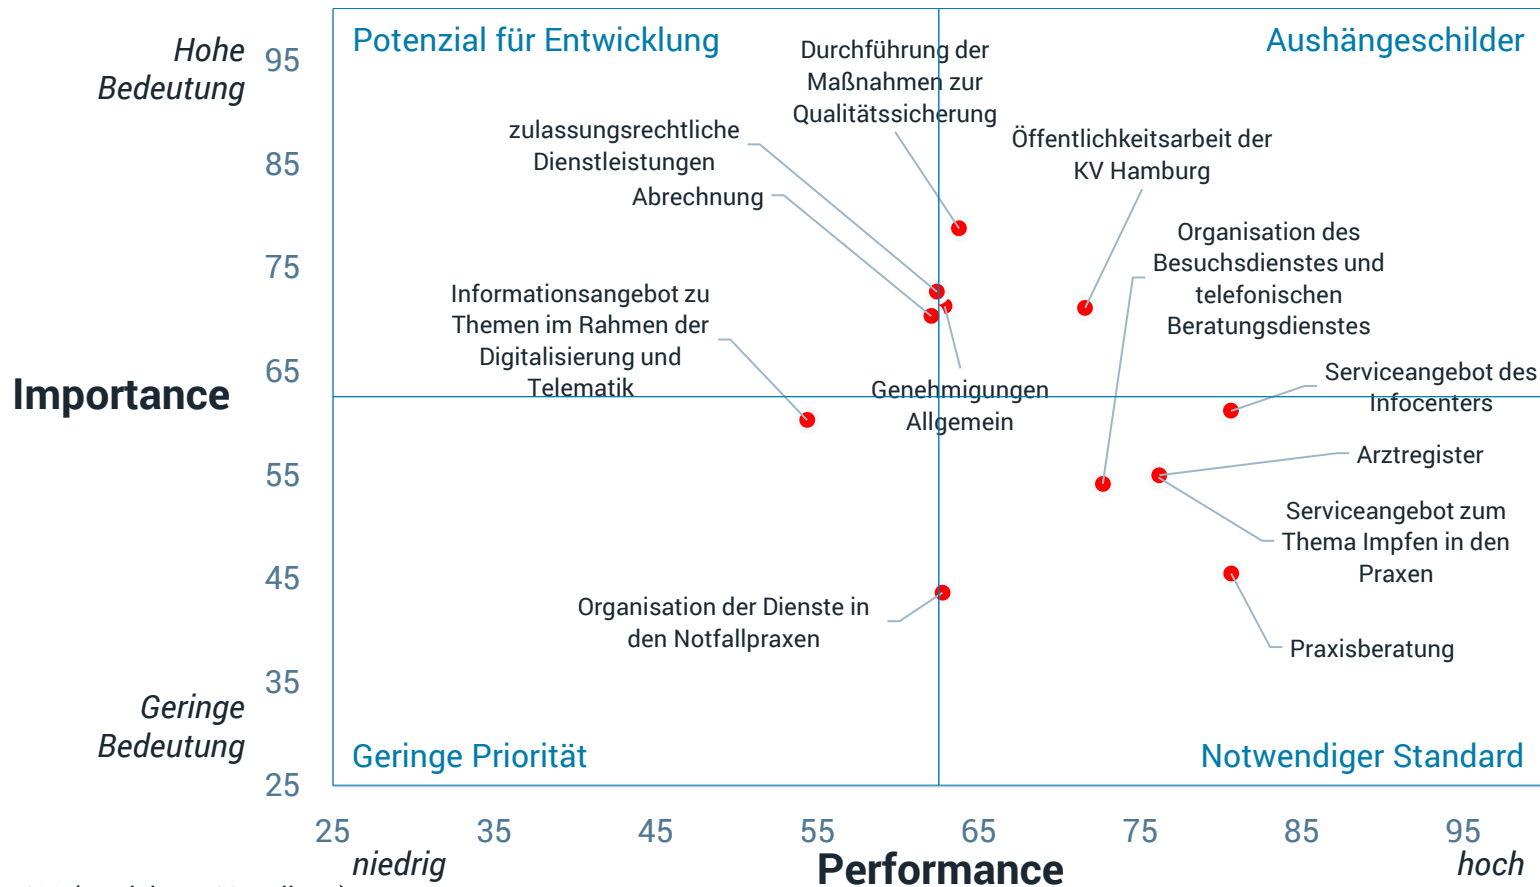 Potenzial für Entwicklung
Aushängeschilder
Hohe
Bedeutung
95
85
75
65
55
45
35
25
Importance
Geringe
Bedeutung
Durchführung der
Maßnahmen zur
Qualitätssicherung
zulassungsrechtliche
Dienstleistungen
Abrechnung
Öffentlichkeitsarbeit der
KV Hamburg
Organisation des
Besuchsdienstes und
telefonischen
Beratungsdienstes
Informationsangebot zu
Themen im Rahmen der
Digitalisierung und
Telematik
Genehmigungen
Allgemein
Serviceangebot des
Infocenters
Arztregister
Serviceangebot zum
Thema Impfen in den
Praxen
Organisation der Dienste in
den Notfallpraxen
Praxisberatung
Geringe Priorität
Notwendiger Standard
25 35 45 55 65 75 85 95
niedrig
Performance
hoch